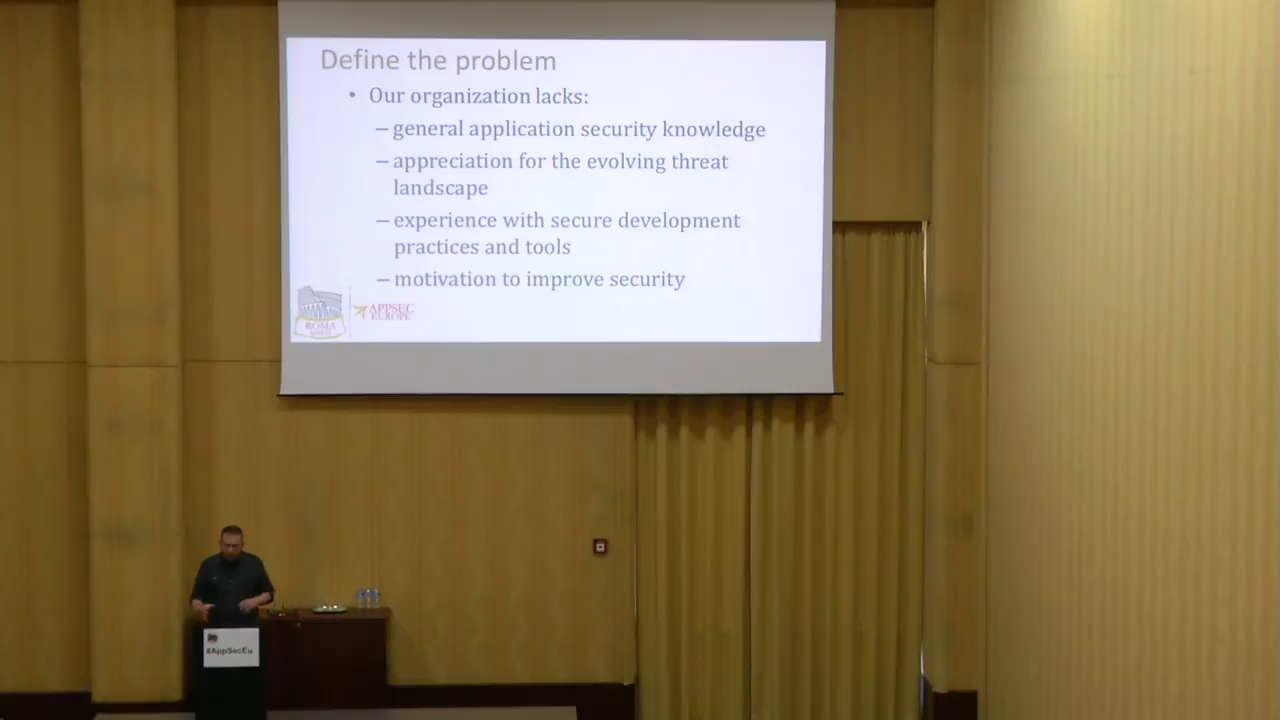 Define the problem
• Our organization lacks:
– general application security knowledge
– appreciation for the evolving threat
landscape
– experience with secure development
practices and tools
– motivation to improve security
ROMA
APPSEC
EUROPE
#AppSecEu